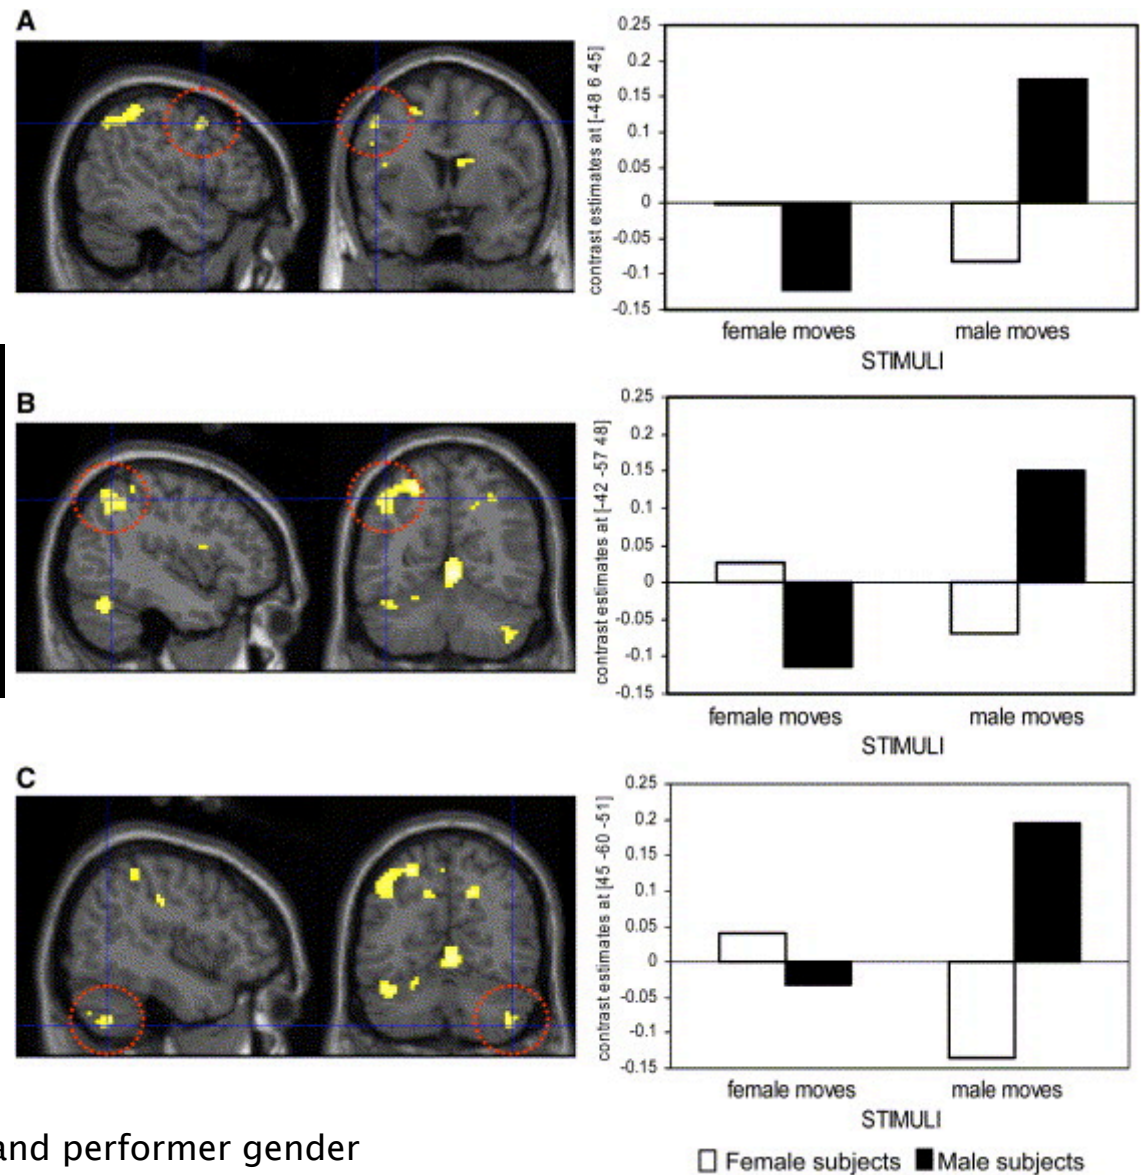 A
contrast estimates at [-48 6 45]
0.25
0.2
0.15
0.1
0.05
0
-0.05
-0.1
-0.15
female moves male moves
STIMULI
B
contrast estimates at [-42 -57 48]
0.25
0.2
0.15
0.1
0.05
0
-0.05
-0.1
-0.15
female moves male moves
STIMULI
C
contrast estimates at [45 -60 -51]
0.25
0.2
0.15
0.1
0.05
0
-0.05
-0.1
-0.15
female moves male moves
STIMULI
Female subjects Male subjects
and performer gender